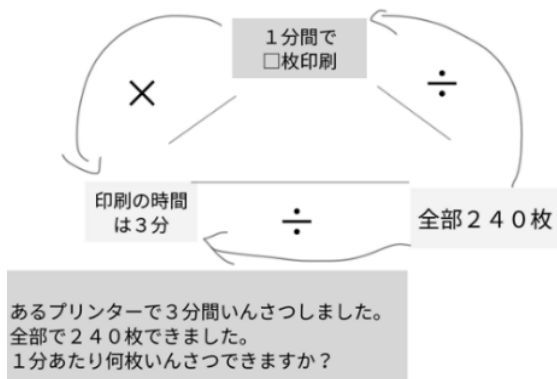 １分間で
□枚印刷
×
÷
印刷の時間
は３分
÷
全部２４０枚
あるプリンターで３分間いんさつしました。
全部で２４０枚できました。
１分あたり何枚いんさつできますか？